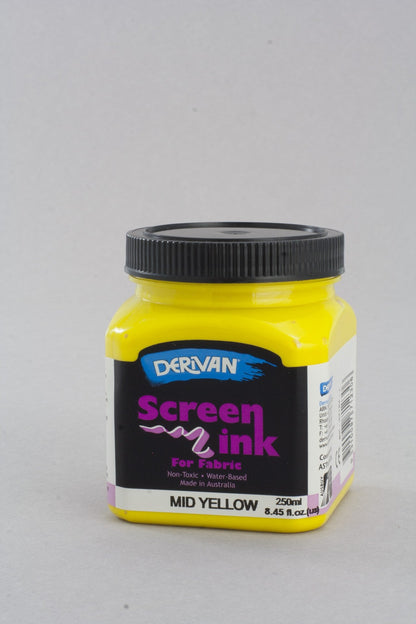 DERIVAN
Screen
ink
For Fabric
Non-Toxic • Water-Based
Made in Australia
MID YELLOW
250ml
8.45 fl.oz.(us)